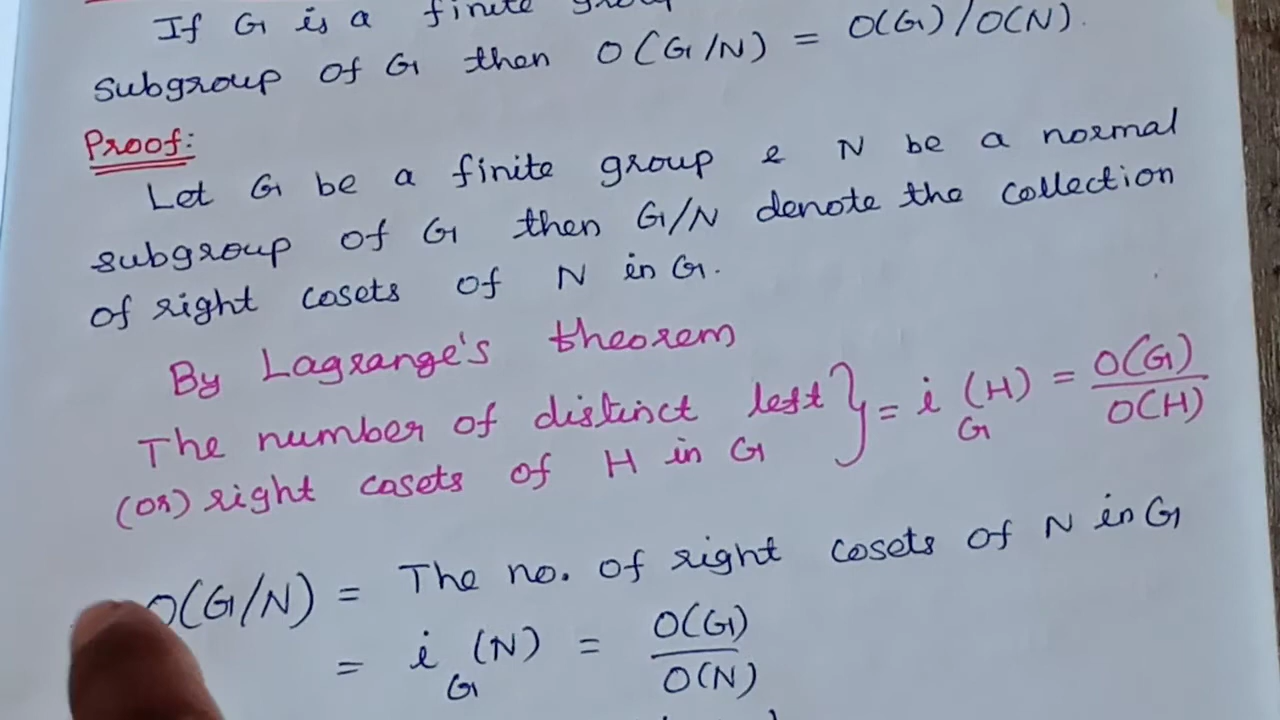 If G is a finite group
subgroup of G then O(G/N) = O(G)/O(N).
Proof:
Let G be a finite group & N be a normal
subgroup of G then G/N denote the collection
of right cosets of N in G.
By Lagrange's theorem
The number of distinct left } = i_G (H) = O(G)/O(H)
(or) right cosets of H in G
O(G/N) = The no. of right cosets of N in G
= i_G (N) = O(G)/O(N)